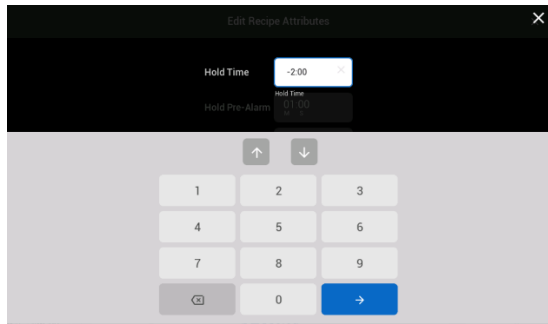 Edit Recipe Attributes
Hold Time -2:00
Hold Time
Hold Pre-Alarm 01:00
M S
1 2 3
4 5 6
7 8 9
0